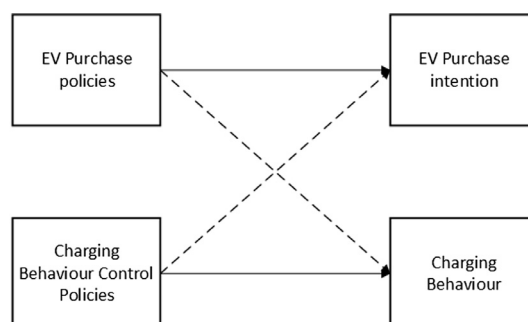 EV Purchase
policies
EV Purchase
intention
Charging
Behaviour Control
Policies
Charging
Behaviour